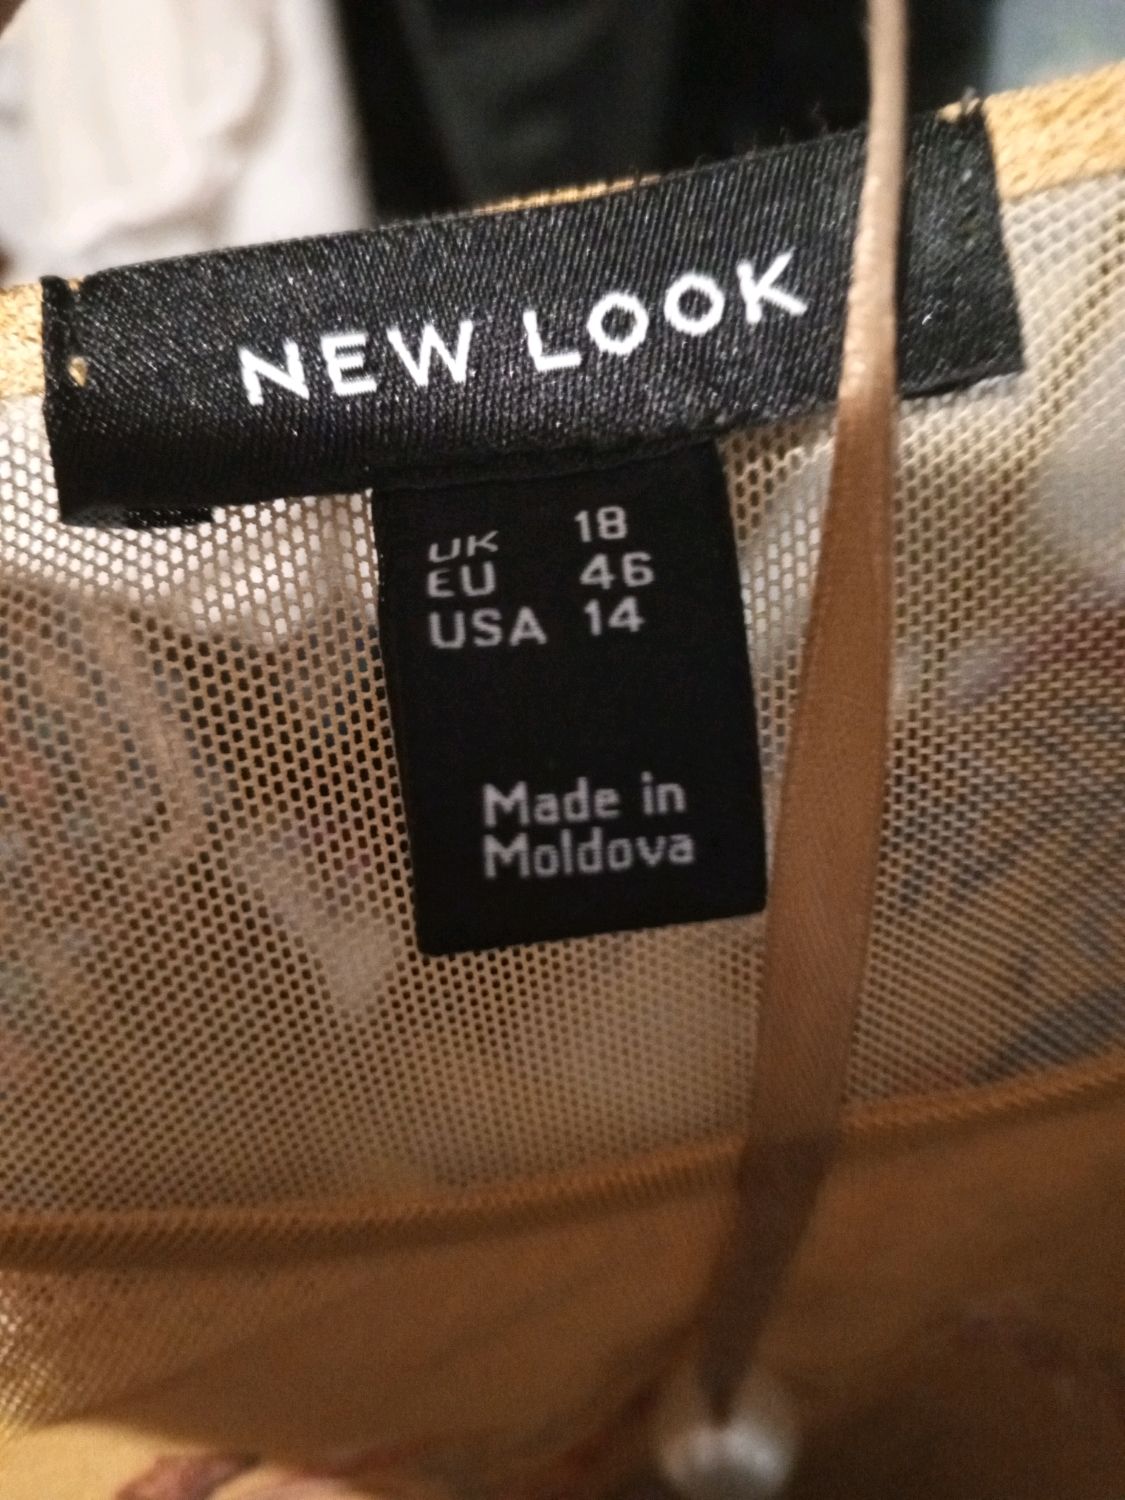 NEW LOOK
UK 18
EU 46
USA 14
Made in
Moldova